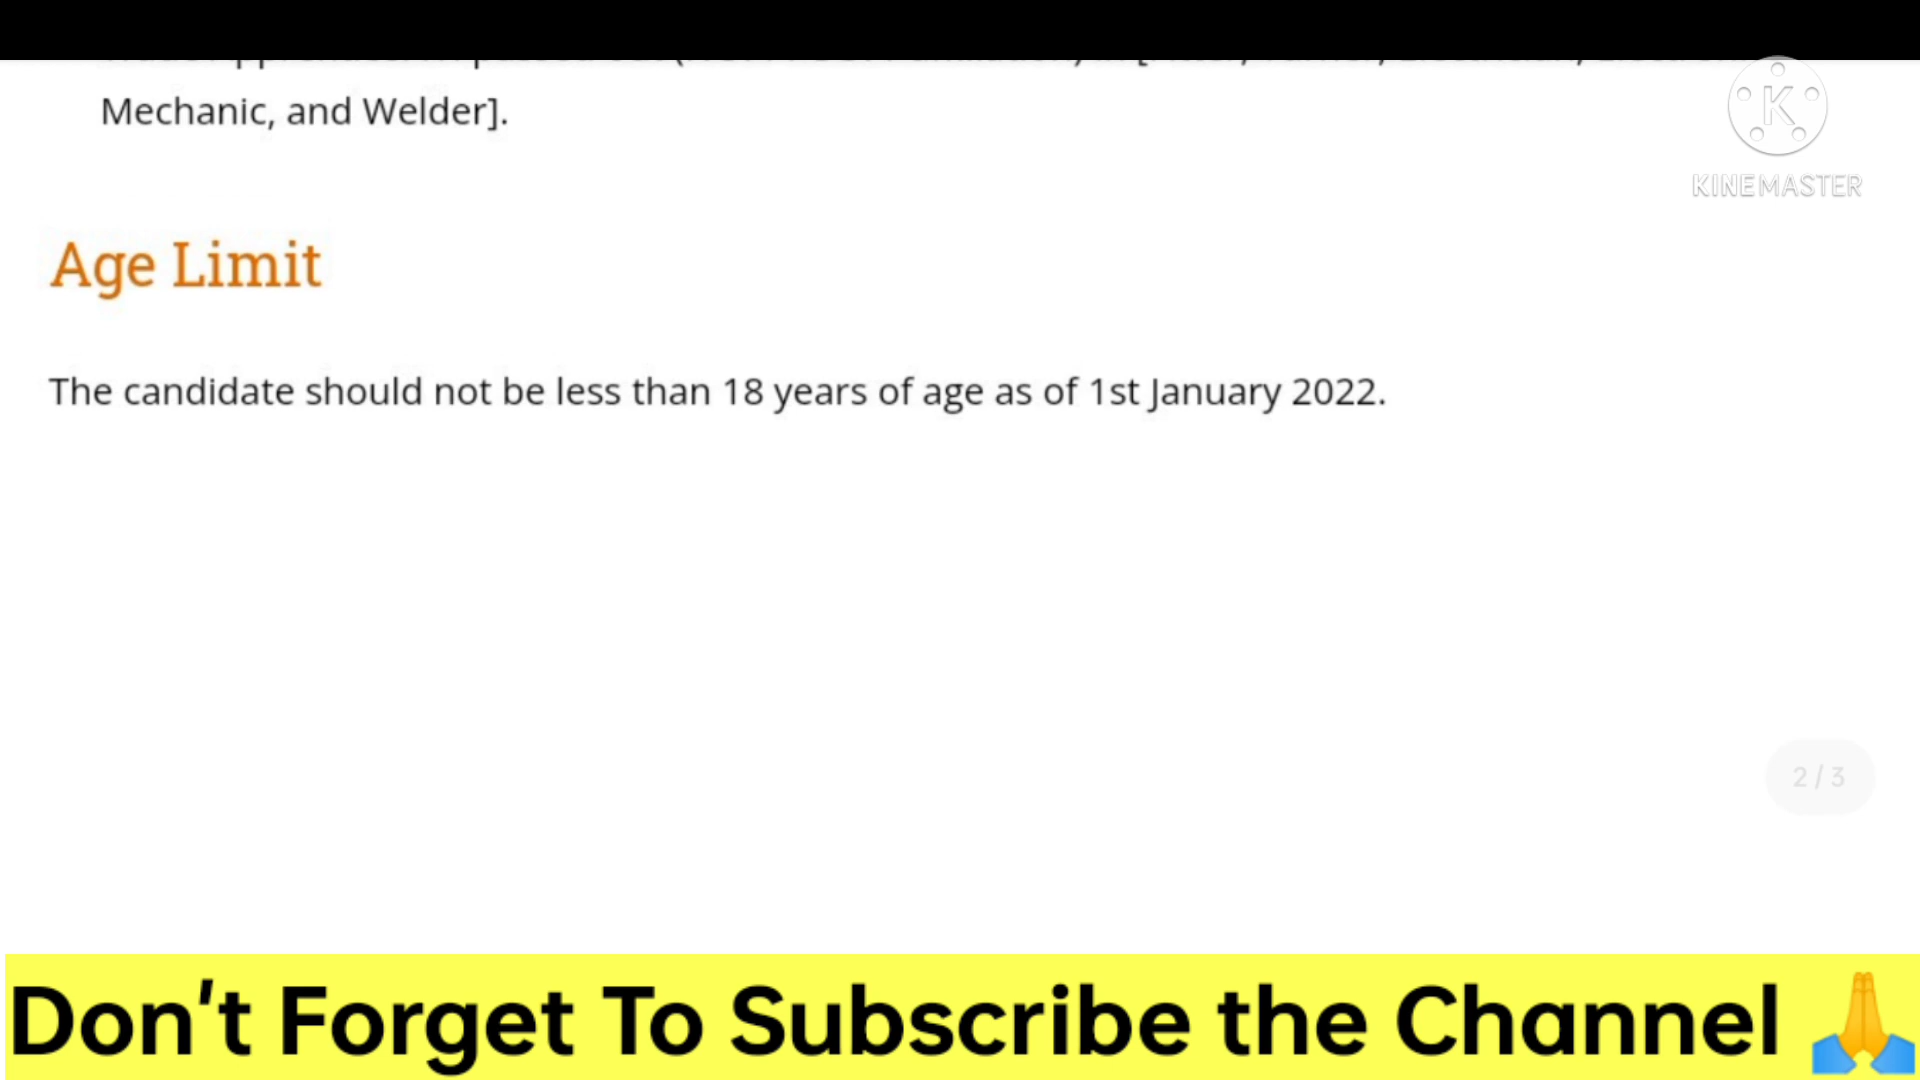 Mechanic, and Welder].
K
KINEMASTER
Age Limit
The candidate should not be less than 18 years of age as of 1st January 2022.
2 / 3
Don't Forget To Subscribe the Channel 🙏